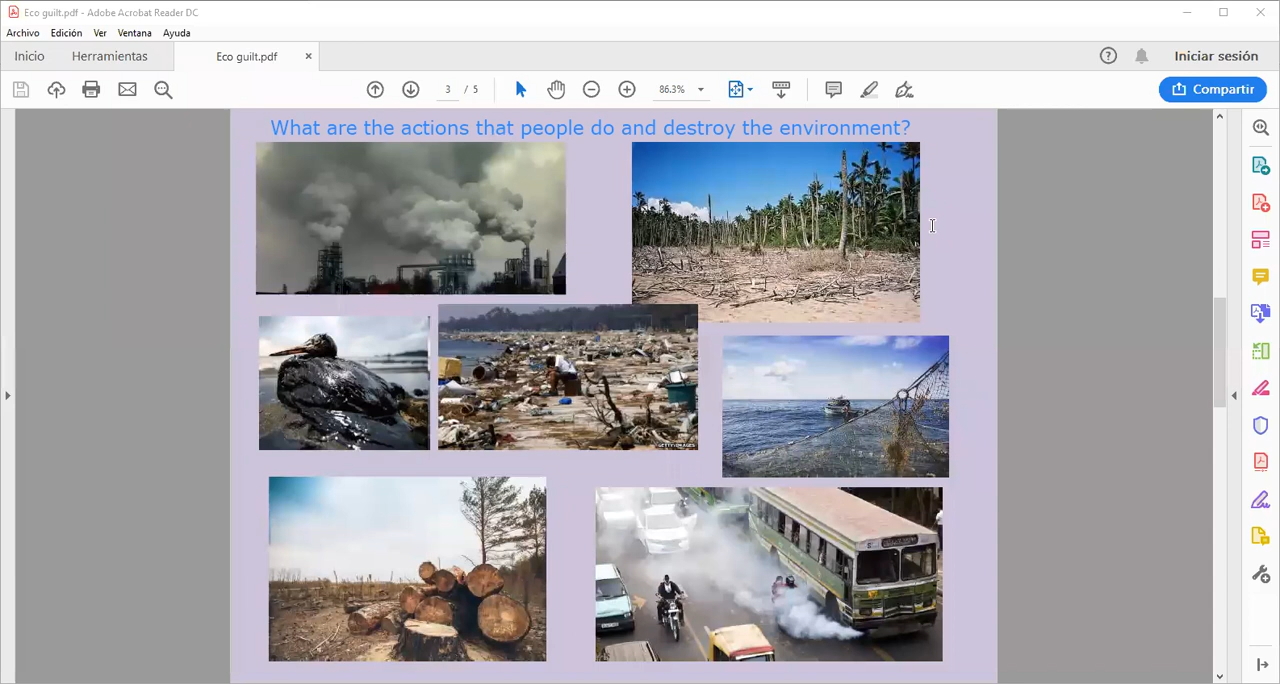 Eco guilt.pdf - Adobe Acrobat Reader DC
Archivo Edición Ver Ventana Ayuda
Inicio Herramientas Eco guilt.pdf × Iniciar sesión
3 / 5 86.3% Compartir
What are the actions that people do and destroy the environment?